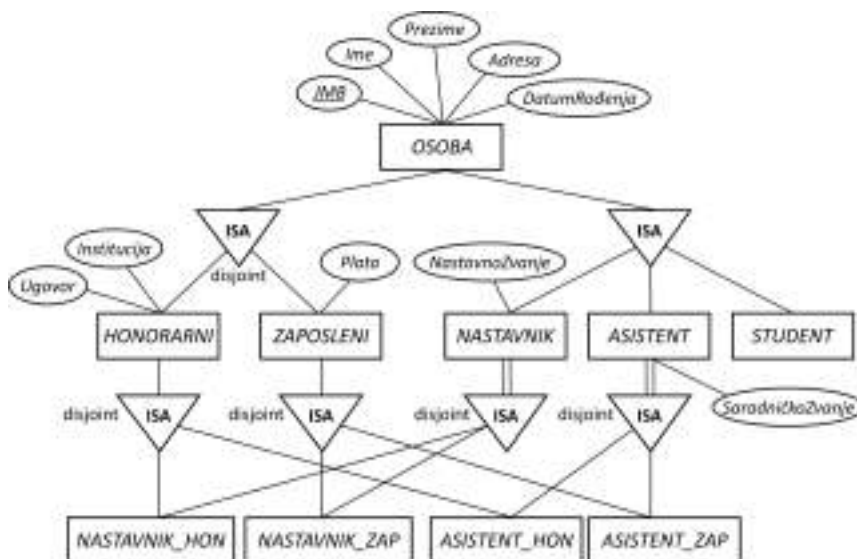 Prezime
Ime
Adresa
JMB
DatumRođenja
OSOBA
ISA
ISA
Institucija
disjoint
Plata
NastavnoZvanje
Ugovor
HONORARNI
ZAPOSLENI
NASTAVNIK
ASISTENT
STUDENT
disjoint
ISA
disjoint
ISA
disjoint
ISA
disjoint
ISA
SaradničkoZvanje
NASTAVNIK_HON
NASTAVNIK_ZAP
ASISTENT_HON
ASISTENT_ZAP